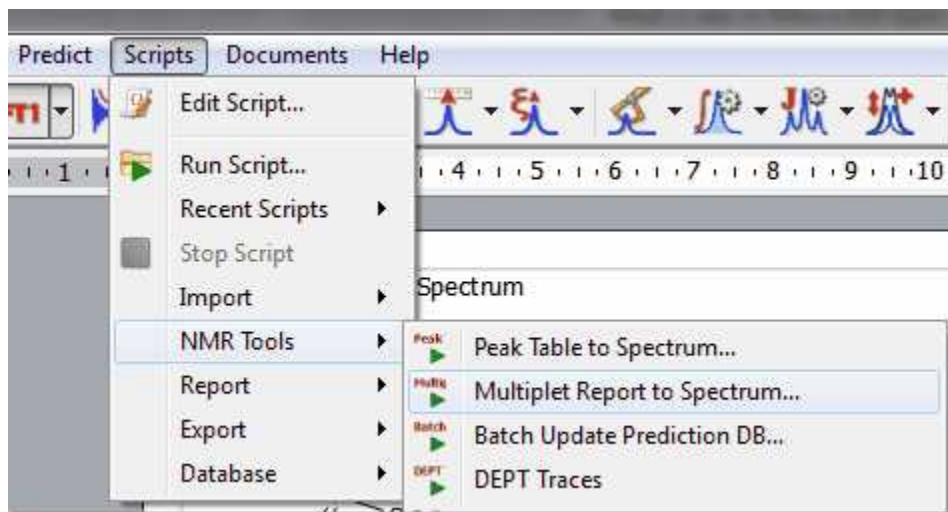 Predict Scripts Documents Help
Edit Script...
1 4 5 6 7 8 9 10
Run Script...
Recent Scripts
Stop Script
Spectrum
Import
NMR Tools
Peak Peak Table to Spectrum...
Report
Multip Multiplet Report to Spectrum...
Export
Batch Batch Update Prediction DB...
Database
DEPT DEPT Traces